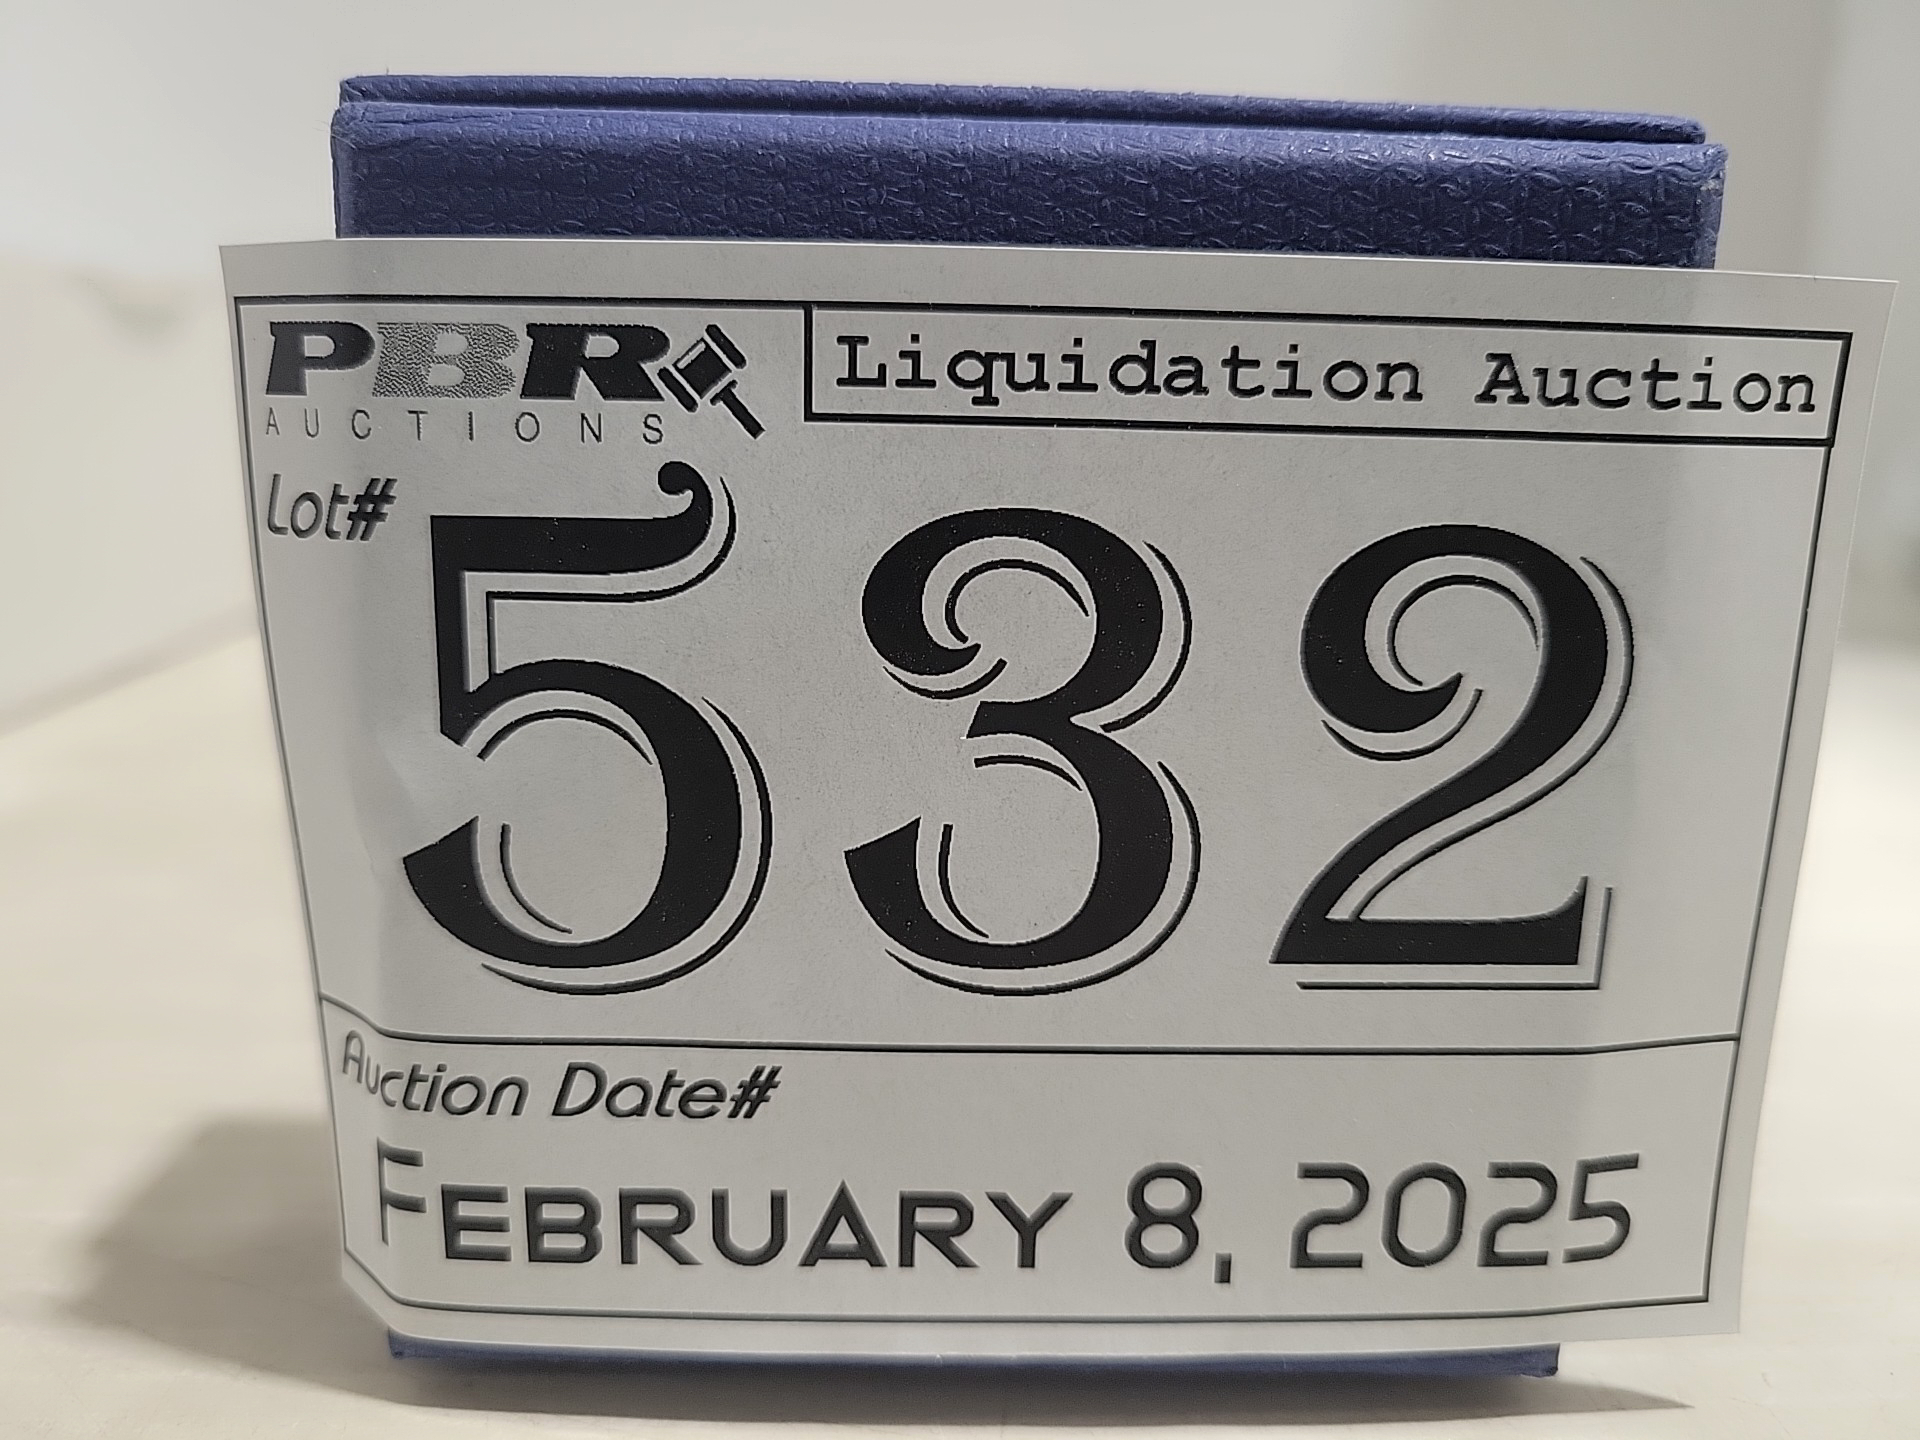 PBR
AUCTIONS
Liquidation Auction
Lot#
532
Auction Date#
FEBRUARY 8, 2025